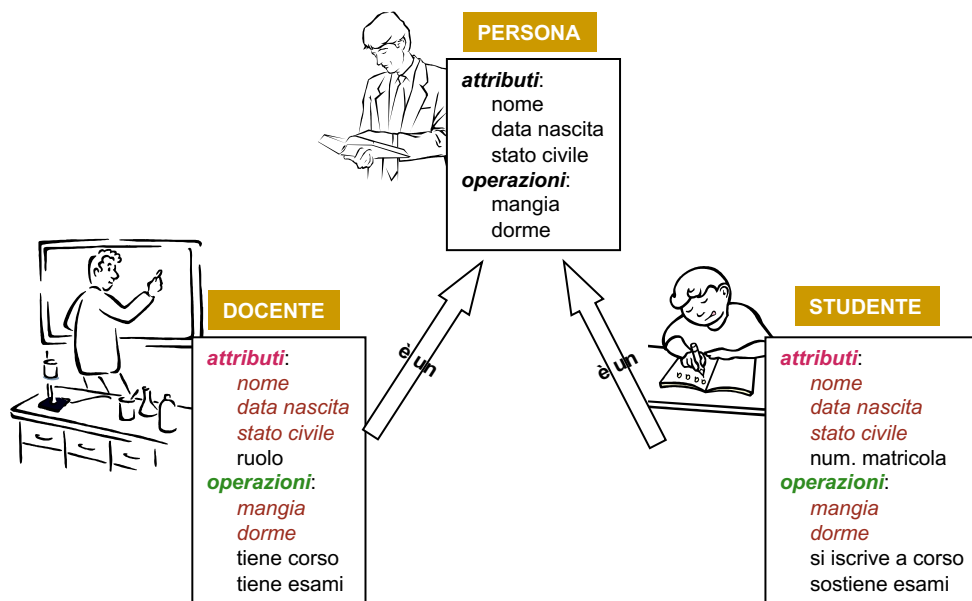 PERSONA
attributi:
nome
data nascita
stato civile
operazioni:
mangia
dorme
DOCENTE
attributi:
nome
data nascita
stato civile
ruolo
operazioni:
mangia
dorme
tiene corso
tiene esami
è un
è un
STUDENTE
attributi:
nome
data nascita
stato civile
num. matricola
operazioni:
mangia
dorme
si iscrive a corso
sostiene esami